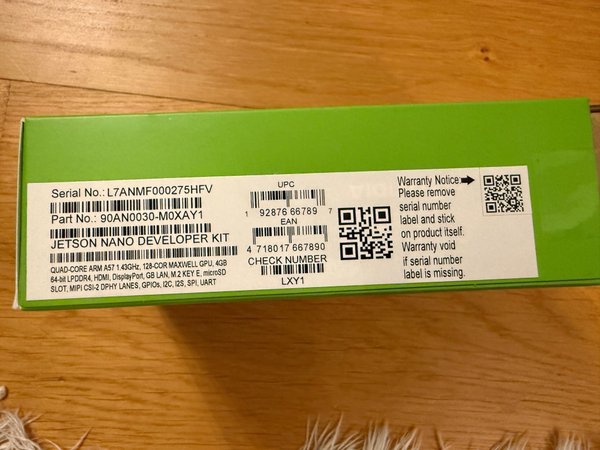 Serial No.: L7ANMF000275HFV
Part No.: 90AN0030-M0XAY1
JETSON NANO DEVELOPER KIT
QUAD-CORE ARM A57 1.43GHz, 128-COR MAXWELL GPU, 4GB
64-bit LPDDR4, HDMI, DisplayPort, GB LAN, M.2 KEY E, microSD
SLOT, MIPI CSI-2 DPHY LANES, GPIOs, I2C, I2S, SPI, UART
UPC
1 92876 66789 7
EAN
4 718017 667890
CHECK NUMBER
LXY1
Warranty Notice:
Please remove
serial number
label and stick
on product itself.
Warranty void
if serial number
label is missing.